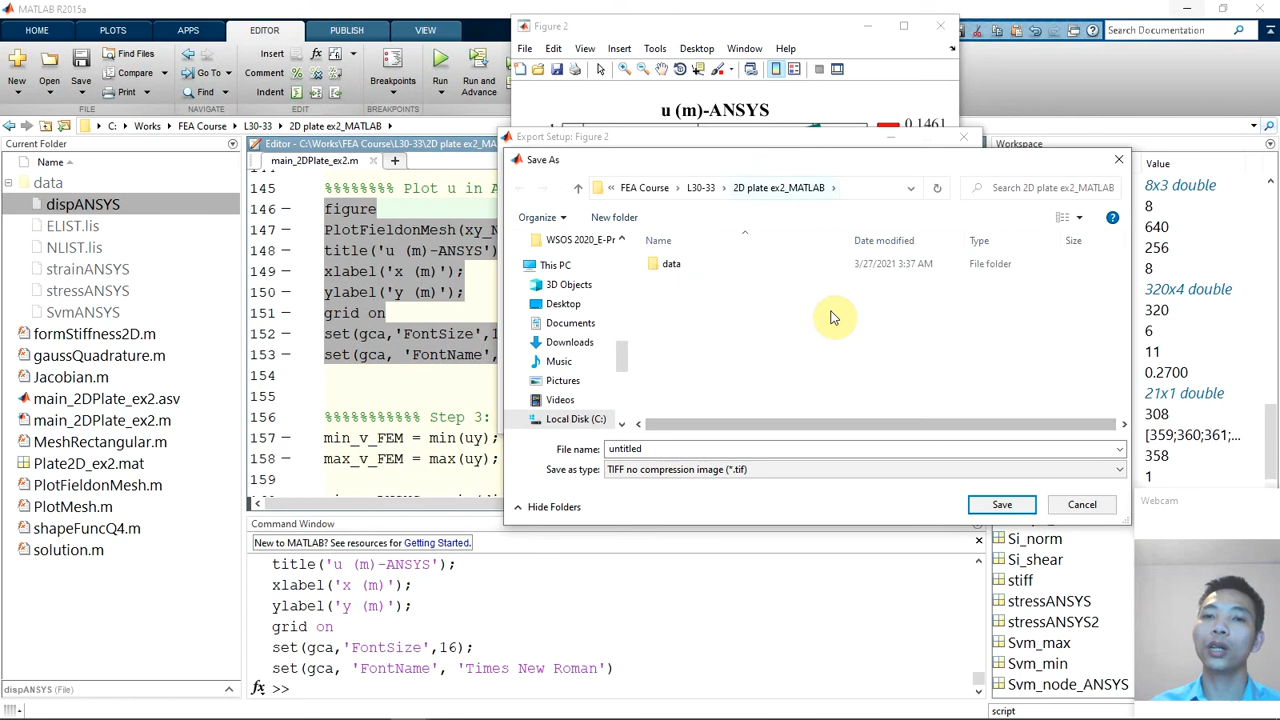 MATLAB R2015a
HOME PLOTS APPS EDITOR PUBLISH VIEW
Search Documentation
New Open Save
Find Files
Compare
Print
FILE
Go To
Find
NAVIGATE
Insert
Comment
Indent
EDIT
Breakpoints
BREAKPOINTS
Run
Run and
Advance
C: Works FEA Course L30-33 2D plate ex2_MATLAB
Current Folder
Name
data
dispANSYS
ELIST.lis
NLIST.lis
strainANSYS
stressANSYS
SvmANSYS
formStiffness2D.m
gaussQuadrature.m
Jacobian.m
main_2DPlate_ex2.asv
main_2DPlate_ex2.m
MeshRectangular.m
Plate2D_ex2.mat
PlotFieldonMesh.m
PlotMesh.m
shapeFuncQ4.m
solution.m
dispANSYS (File)
Editor - C:\Works\FEA Course\L30-33\2D plate ex2_MA
main_2DPlate_ex2.m
145 %%%%%%%% Plot u in A
146 figure
147 PlotFieldonMesh(xy_N
148 title('u (m)-ANSYS')
149 xlabel('x (m)');
150 ylabel('y (m)');
151 grid on
152 set(gca,'FontSize',1
153 set(gca, 'FontName',
154
155
156 %%%%%%%%%%% Step 3:
157 min_v_FEM = min(uy);
158 max_v_FEM = max(uy);
159
Command Window
New to MATLAB? See resources for Getting Started.
title('u (m)-ANSYS');
xlabel('x (m)');
ylabel('y (m)');
grid on
set(gca,'FontSize',16);
set(gca, 'FontName', 'Times New Roman')
fx >>
Figure 2
File Edit View Insert Tools Desktop Window Help
u (m)-ANSYS
0.1461
Export Setup: Figure 2
Save As
« FEA Course L30-33 2D plate ex2_MATLAB
Search 2D plate ex2_MATLAB
Organize New folder
Name Date modified Type Size
data 3/27/2021 3:37 AM File folder
WSOS 2020_E-Pr
This PC
3D Objects
Desktop
Documents
Downloads
Music
Pictures
Videos
Local Disk (C:)
File name: untitled
Save as type: TIFF no compression image (*.tif)
Hide Folders
Save Cancel
Workspace
Value
8x3 double
8
640
256
8
320x4 double
320
6
11
0.2700
21x1 double
308
[359;360;361;...
358
1
Webcam
Si_norm
Si_shear
stiff
stressANSYS
stressANSYS2
Svm_max
Svm_min
Svm_node_ANSYS
script